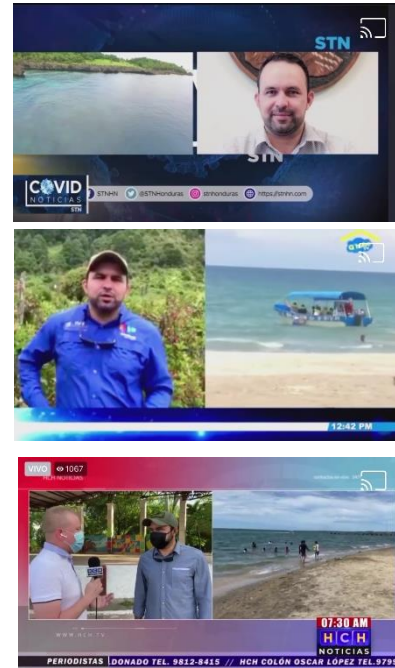 STN
STN
COVID
NOTICIAS
STN
STNHN @STNHonduras stnhonduras https://stnhn.com
12:42 PM
VIVO 1067
HCH NOTICIAS
HCH
WWW.HCH.TV
07:30 AM
HCH
NOTICIAS
PERIODISTAS DONADO TEL. 9812-8415 // HCH COLÓN OSCAR LÓPEZ TEL.979